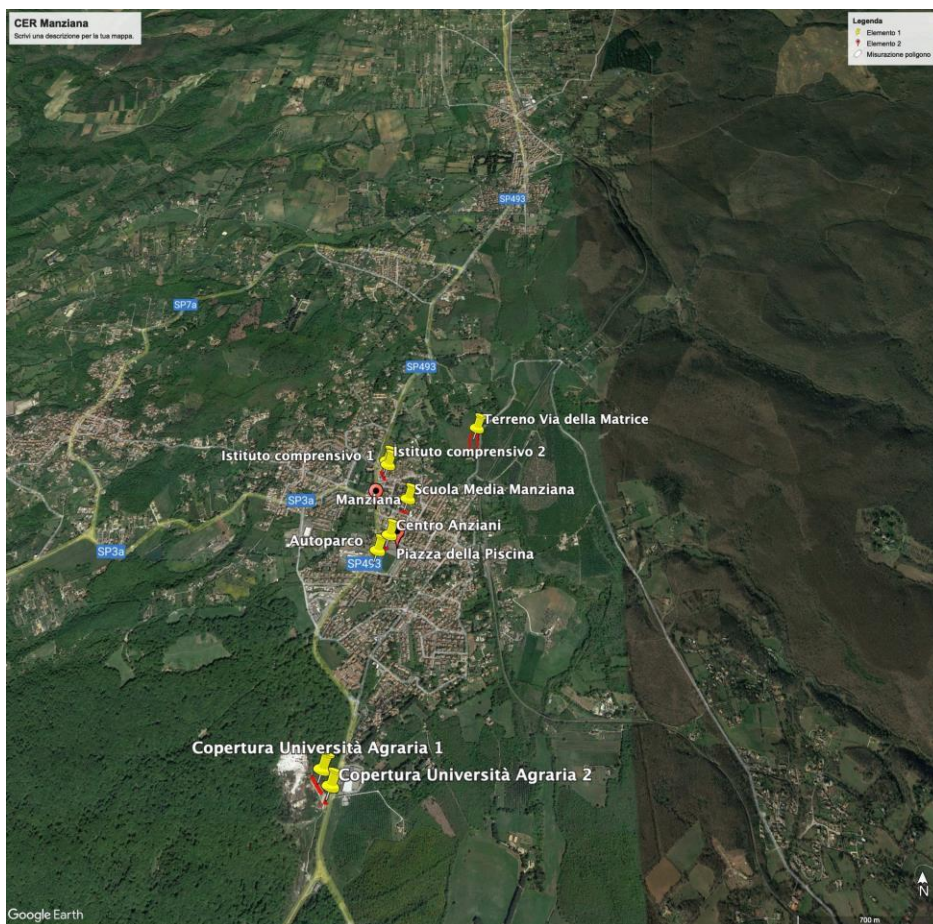 CER Manziana
Scrivi una descrizione per la tua mappa.
Legenda
Elemento 1
Elemento 2
Misurazione poligono
SP493
SP7a
SP493
Terreno Via della Matrice
Istituto comprensivo 1
Istituto comprensivo 2
Scuola Media Manziana
Manziana
SP3a
Centro Anziani
SP3a
Autoparco
Piazza della Piscina
SP493
Copertura Università Agraria 1
Copertura Università Agraria 2
N
Google Earth
700 m